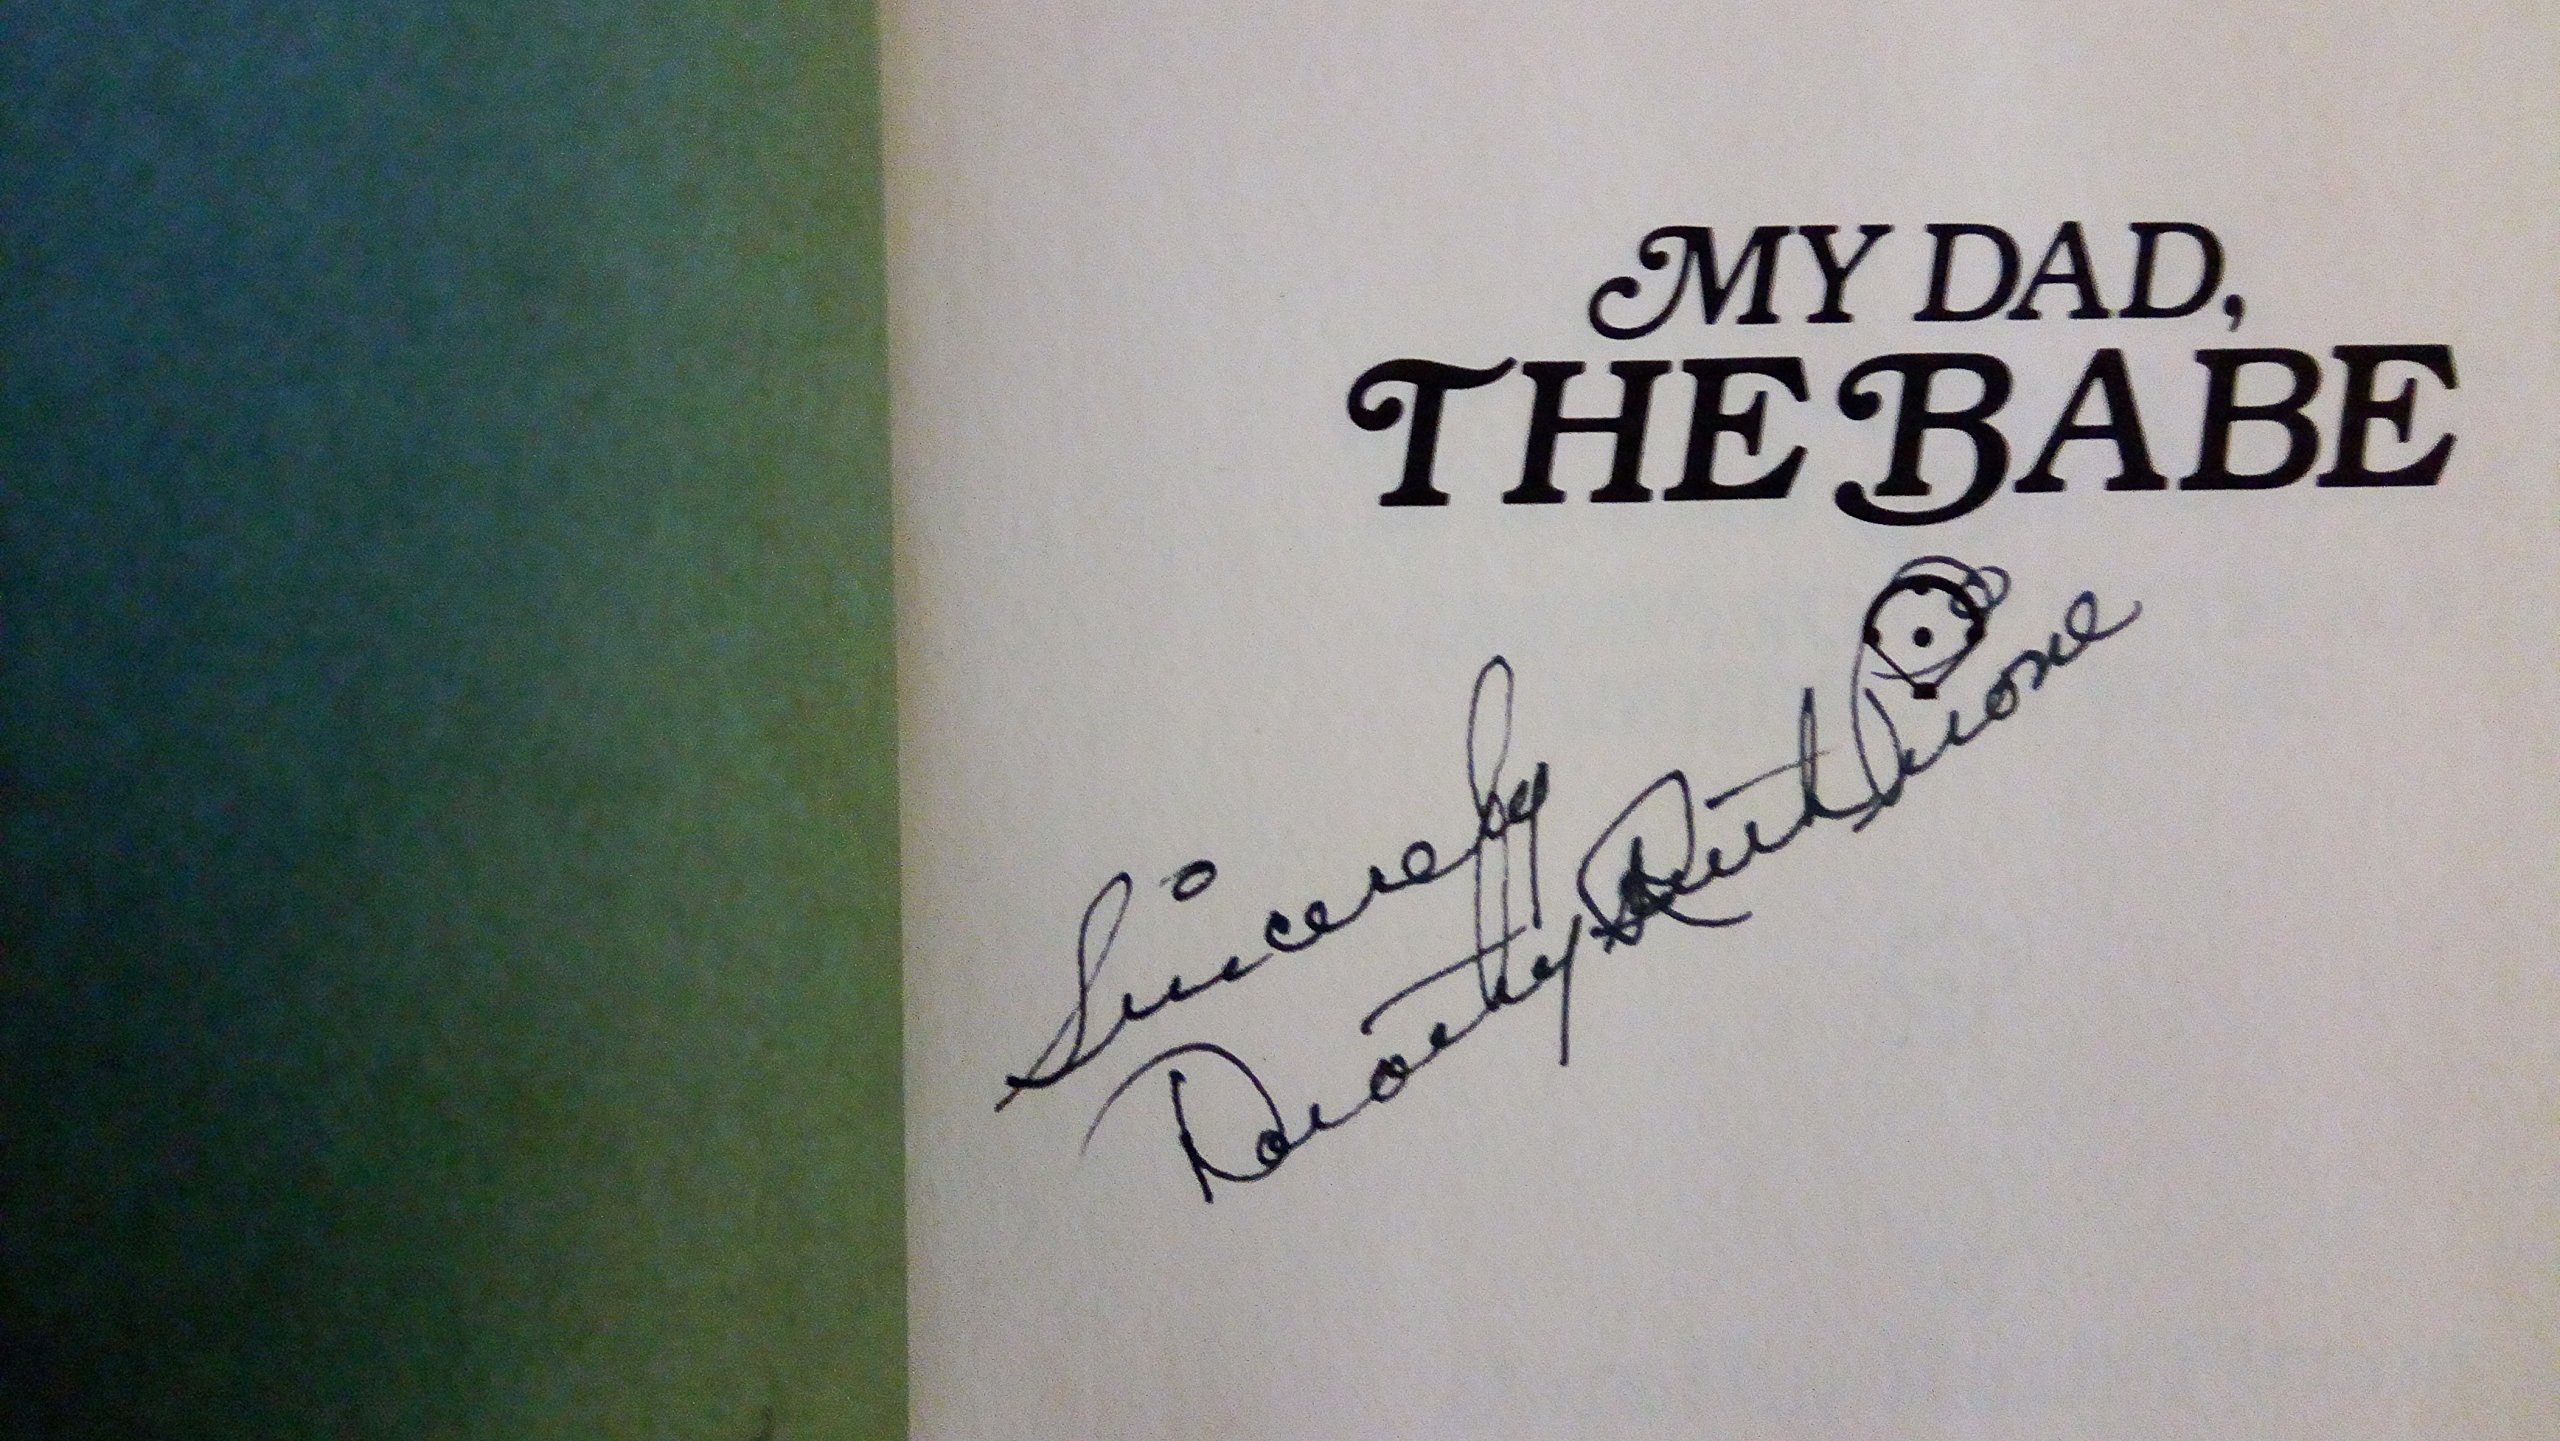 MY DAD,
THE BABE
Sincerely
Dorothy Ruth Pirone